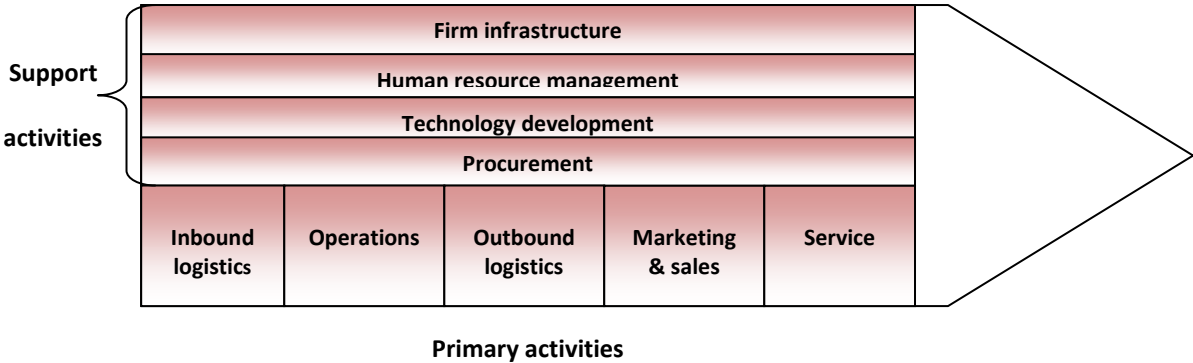 Firm infrastructure
Support
activities
Human resource management
Technology development
Procurement
Inbound
logistics
Operations
Outbound
logistics
Marketing
& sales
Service
Primary activities